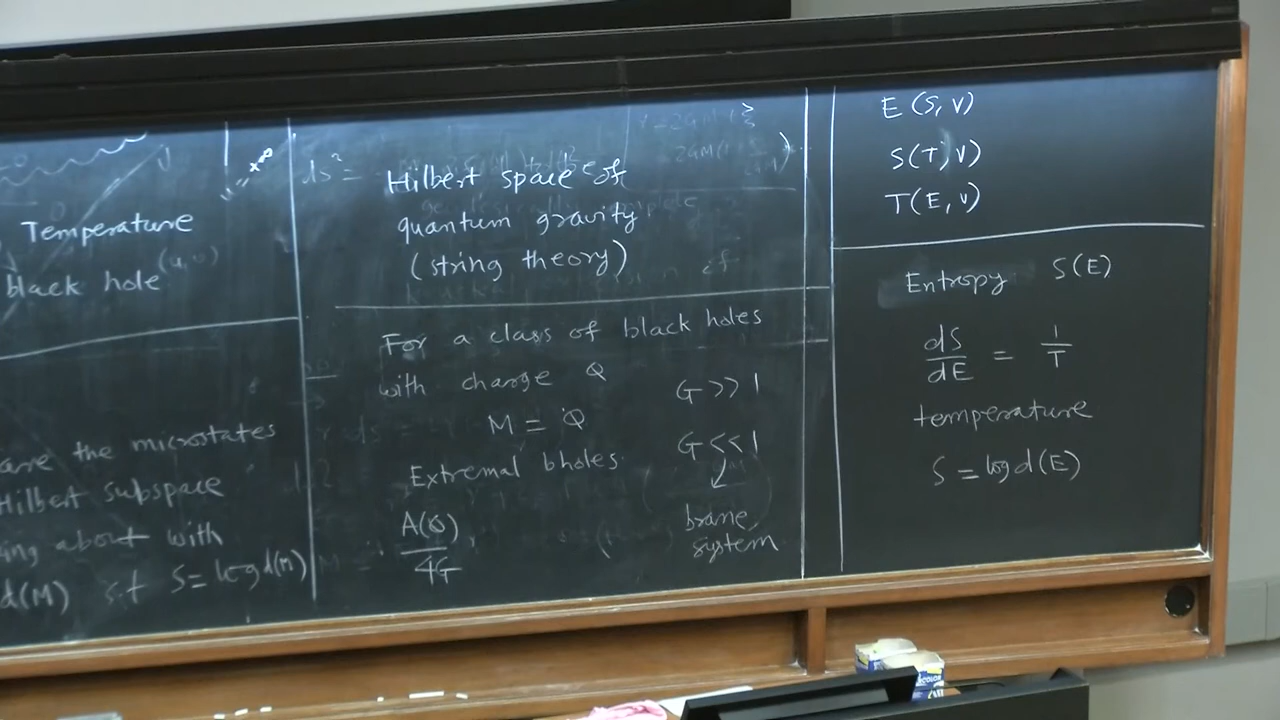 Temperature
black hole (u, v)
are the microstates
Hilbert subspace
ing about with
d(M) s.t S = log d(M)
ds² =
Hilbert space of
quantum gravity
(string theory)
For a class of black holes
with charge Q
M = Q
Extremal bholes
A(Q)
4G
G >> 1
G << 1
brane
system
E (S, V)
S (T, V)
T (E, V)
Entropy S(E)
dS/dE = 1/T
temperature
S = log d(E)